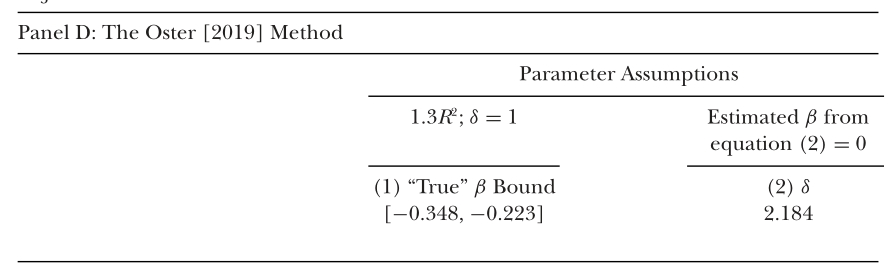 Panel D: The Oster [2019] Method
Parameter Assumptions
1.3R²; δ = 1
Estimated β from
equation (2) = 0
(1) “True” β Bound
(2) δ
[−0.348, −0.223]
2.184